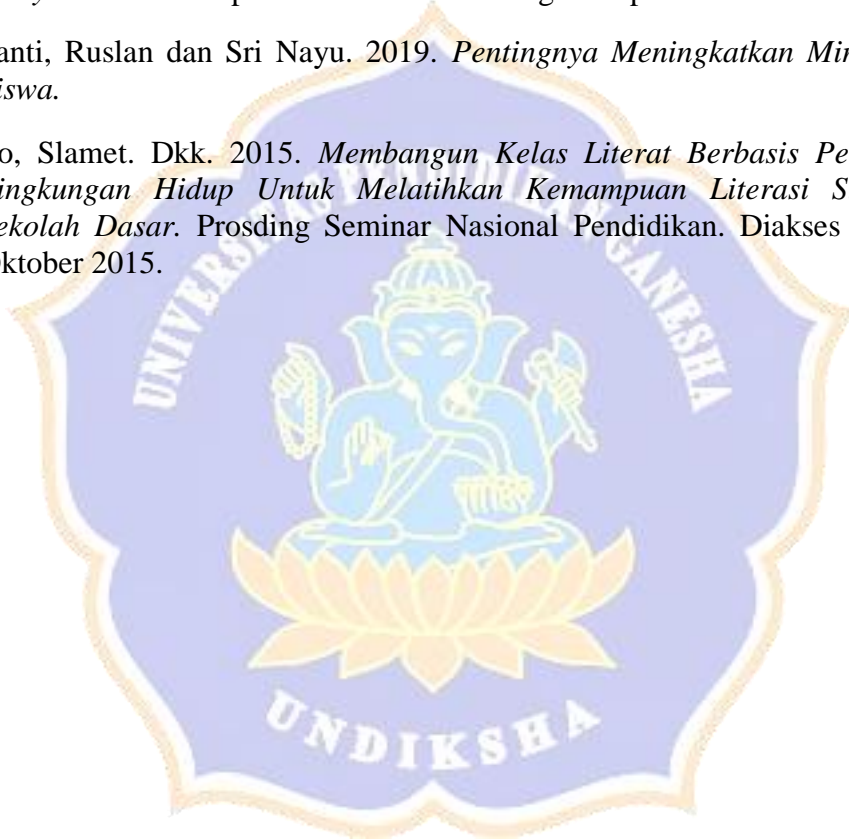 anti, Ruslan dan Sri Nayu. 2019. Pentingnya Meningkatkan Min
iswa.
o, Slamet. Dkk. 2015. Membangun Kelas Literat Berbasis Pe
ingkungan Hidup Untuk Melatihkan Kemampuan Literasi S
ekolah Dasar. Prosding Seminar Nasional Pendidikan. Diakses
Oktober 2015.
UNIVERSITAS PENDIDIKAN GANESHA
UNDIKSHA